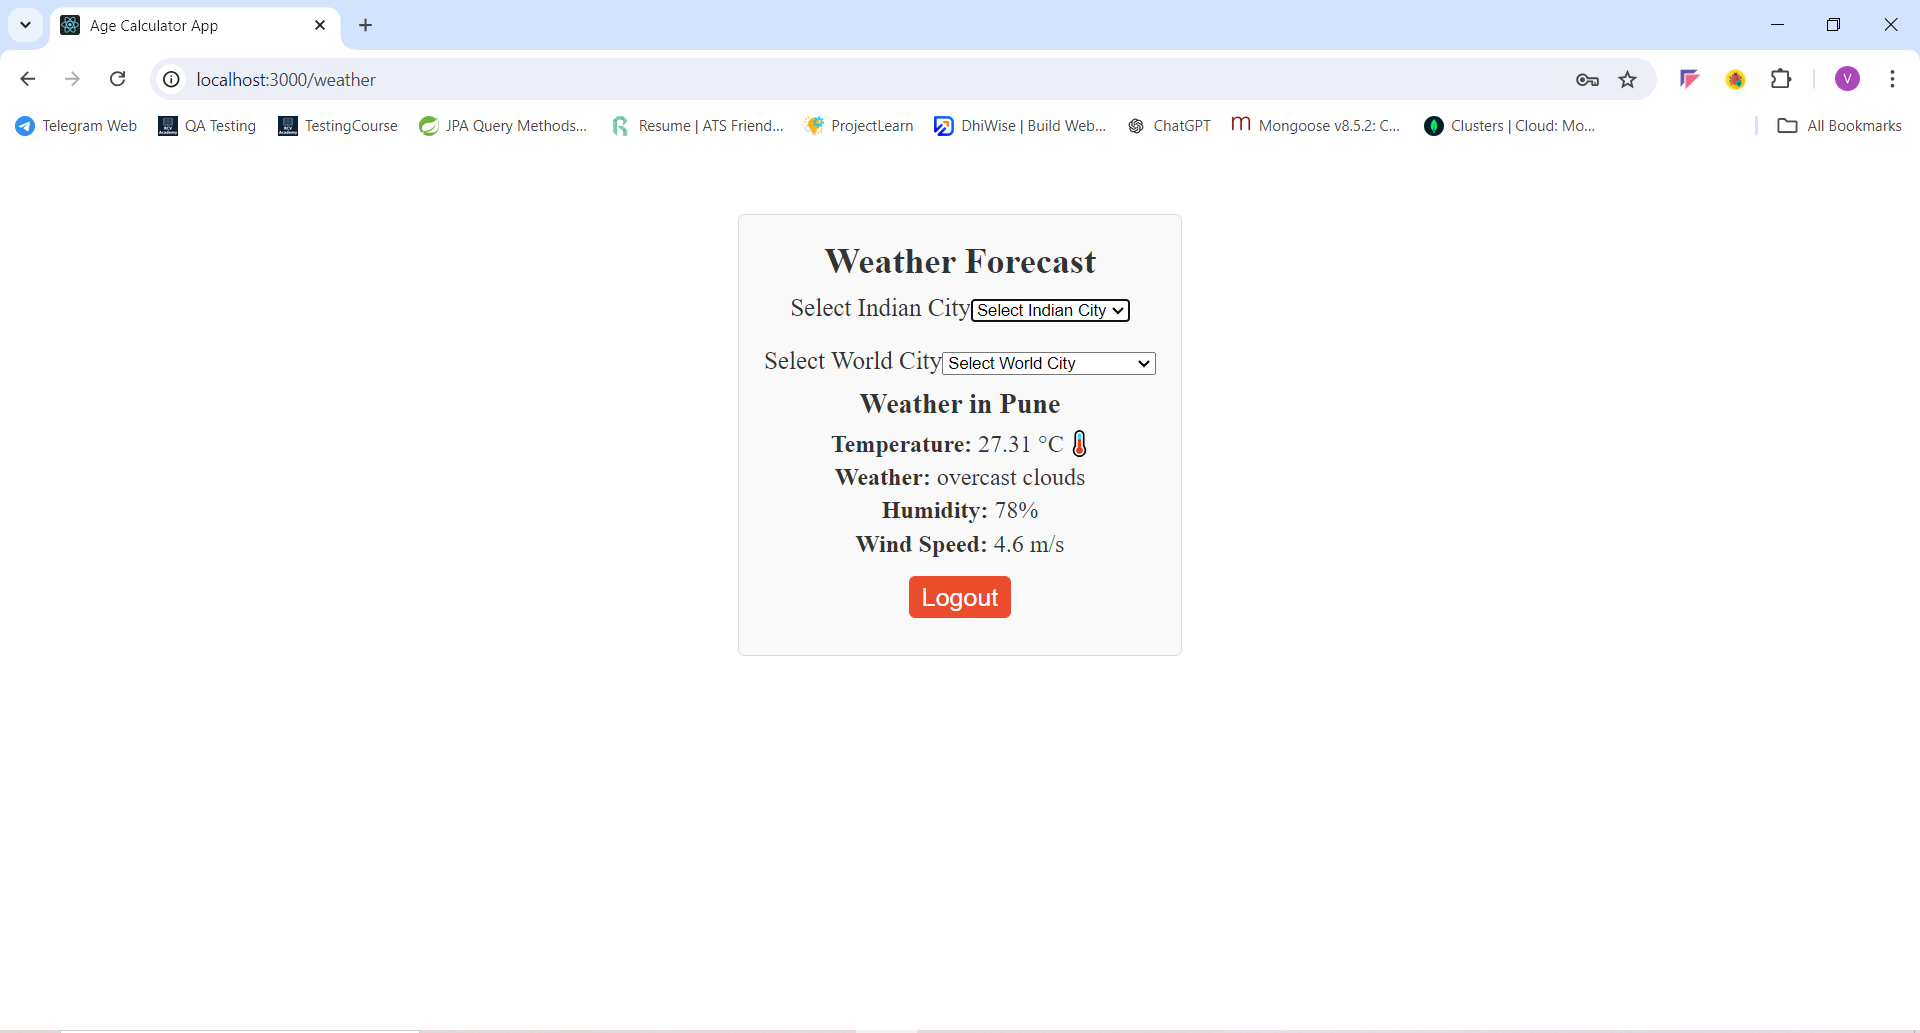 Age Calculator App
localhost:3000/weather
V
Telegram Web QA Testing TestingCourse JPA Query Methods... Resume | ATS Friend... ProjectLearn DhiWise | Build Web... ChatGPT Mongoose v8.5.2: C... Clusters | Cloud: Mo... All Bookmarks
Weather Forecast
Select Indian City Select Indian City
Select World City Select World City
Weather in Pune
Temperature: 27.31 °C
Weather: overcast clouds
Humidity: 78%
Wind Speed: 4.6 m/s
Logout